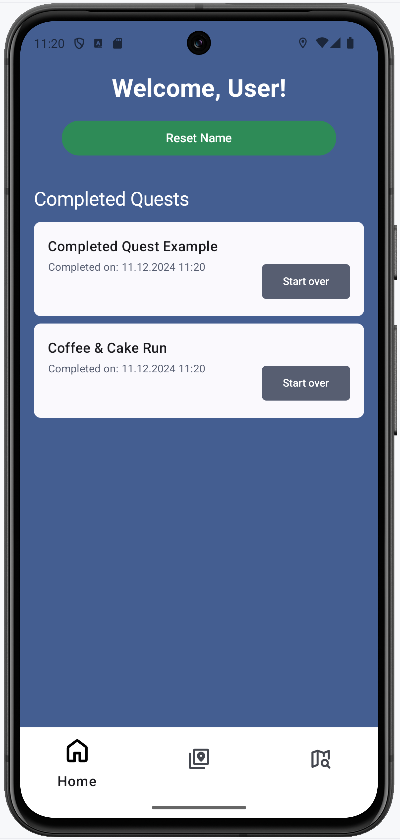 11:20
Welcome, User!
Reset Name
Completed Quests
Completed Quest Example
Completed on: 11.12.2024 11:20
Start over
Coffee & Cake Run
Completed on: 11.12.2024 11:20
Start over
Home